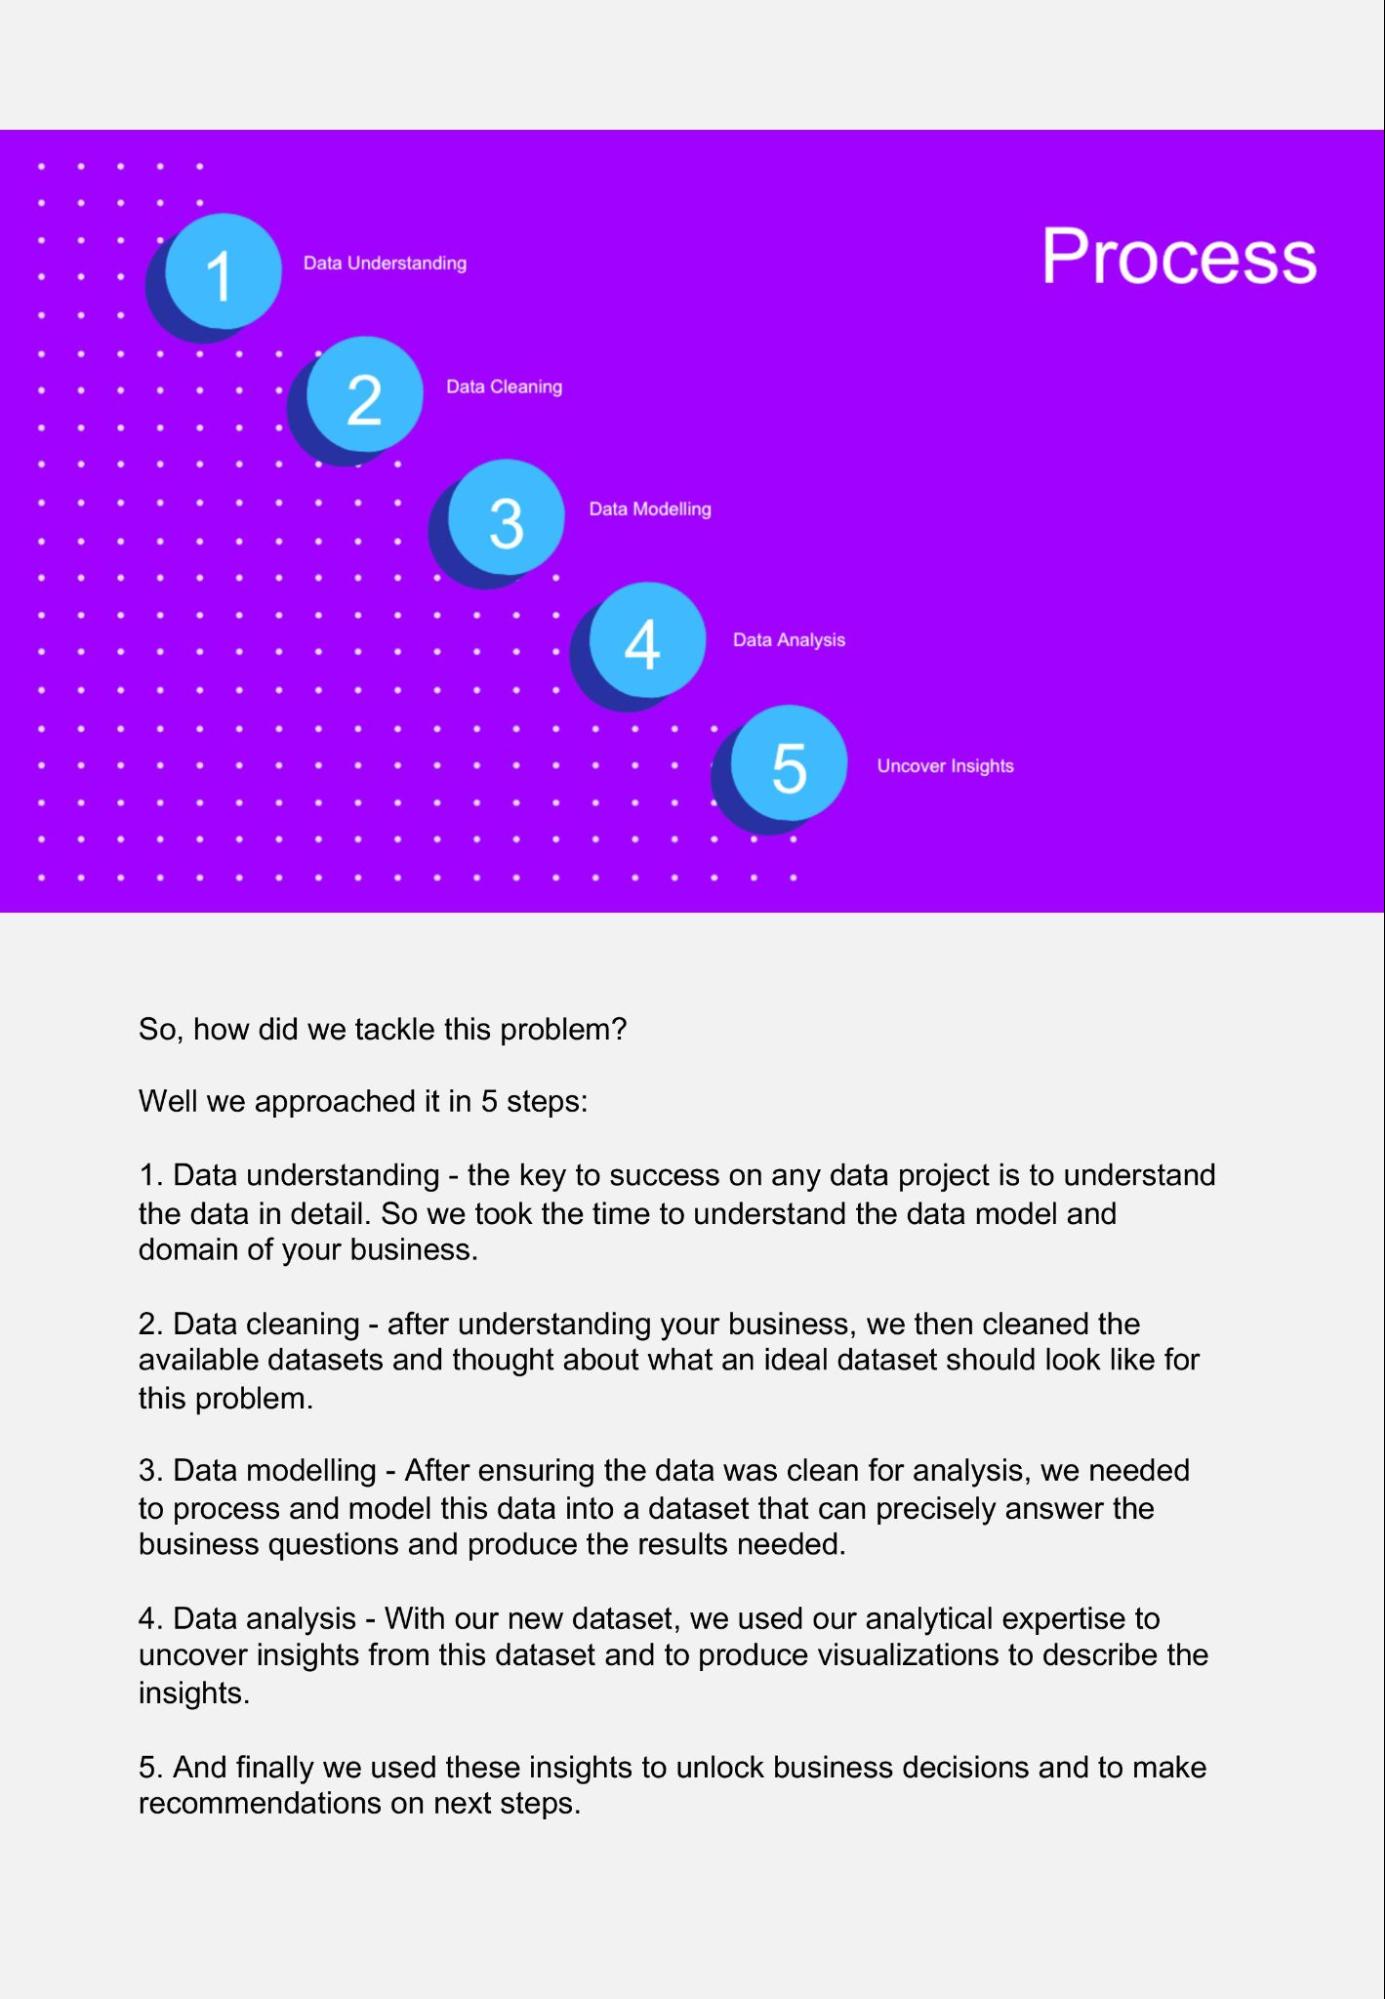 Process
1
Data Understanding
2
Data Cleaning
3
Data Modelling
4
Data Analysis
5
Uncover Insights
So, how did we tackle this problem?
Well we approached it in 5 steps:
1. Data understanding - the key to success on any data project is to understand
the data in detail. So we took the time to understand the data model and
domain of your business.
2. Data cleaning - after understanding your business, we then cleaned the
available datasets and thought about what an ideal dataset should look like for
this problem.
3. Data modelling - After ensuring the data was clean for analysis, we needed
to process and model this data into a dataset that can precisely answer the
business questions and produce the results needed.
4. Data analysis - With our new dataset, we used our analytical expertise to
uncover insights from this dataset and to produce visualizations to describe the
insights.
5. And finally we used these insights to unlock business decisions and to make
recommendations on next steps.